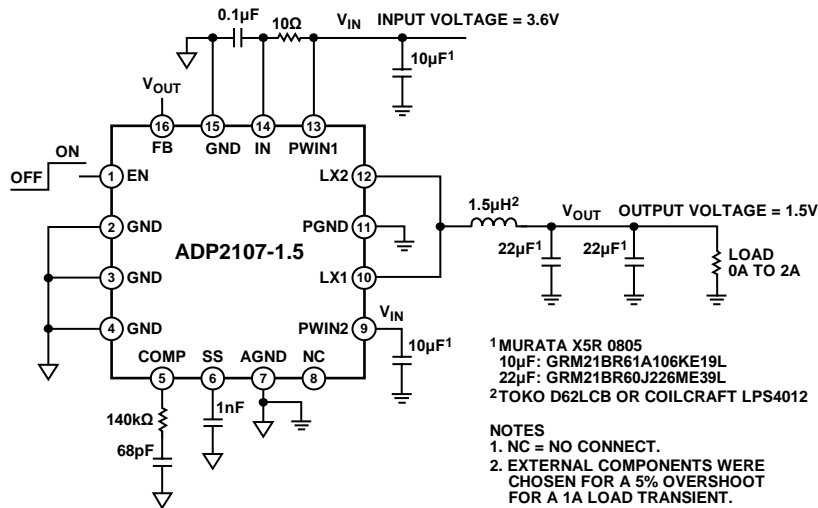 0.1µF
10Ω
VIN
INPUT VOLTAGE = 3.6V
10µF1
VOUT
16
15
14
13
FB
GND
IN
PWIN1
ON
OFF
1
EN
LX2
12
1.5µH2
VOUT
OUTPUT VOLTAGE = 1.5V
2
GND
PGND
11
ADP2107-1.5
22µF1
22µF1
LOAD
0A TO 2A
3
GND
LX1
10
4
GND
VIN
PWIN2
9
10µF1
COMP
SS
AGND
NC
5
6
7
8
140kΩ
1nF
68pF
1 MURATA X5R 0805
10µF: GRM21BR61A106KE19L
22µF: GRM21BR60J226ME39L
2 TOKO D62LCB OR COILCRAFT LPS4012
NOTES
1. NC = NO CONNECT.
2. EXTERNAL COMPONENTS WERE
CHOSEN FOR A 5% OVERSHOOT
FOR A 1A LOAD TRANSIENT.